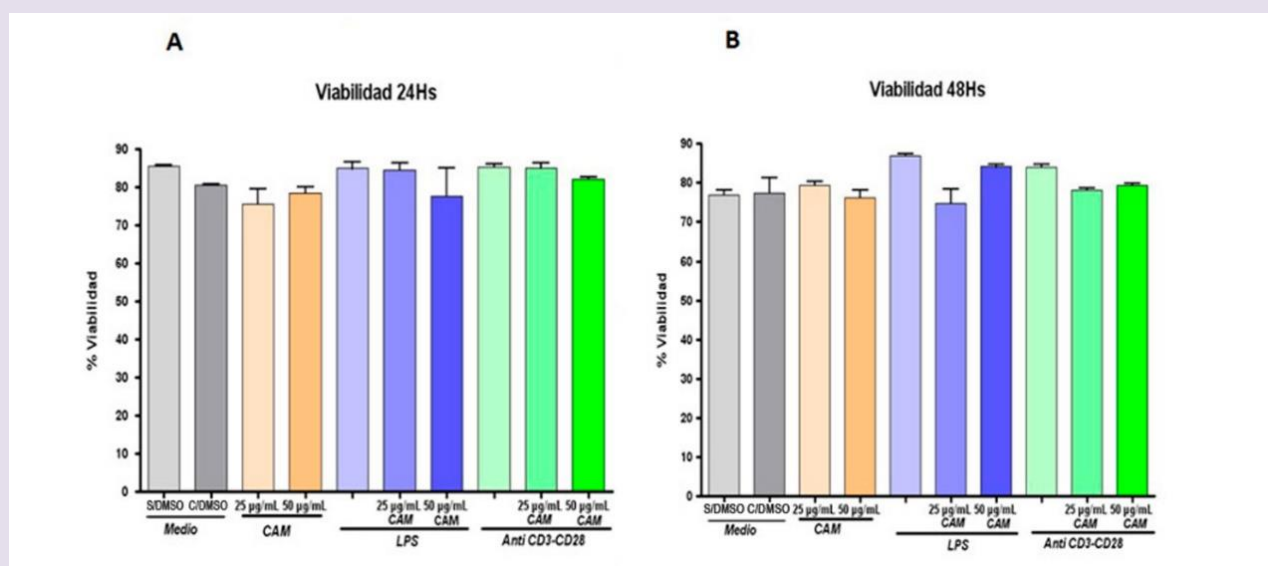 A
Viabilidad 24Hs
% Viabilidad
90
80
70
60
50
40
30
20
10
0
S/DMSO C/DMSO 25 µg/mL 50 µg/mL 25 µg/mL 50 µg/mL 25 µg/mL 50 µg/mL
CAM CAM CAM CAM
Medio CAM LPS Anti CD3-CD28
B
Viabilidad 48Hs
% Viabilidad
90
80
70
60
50
40
30
20
10
0
S/DMSO C/DMSO 25 µg/mL 50 µg/mL 25 µg/mL 50 µg/mL 25 µg/mL 50 µg/mL
CAM CAM CAM CAM
Medio CAM LPS Anti CD3-CD28